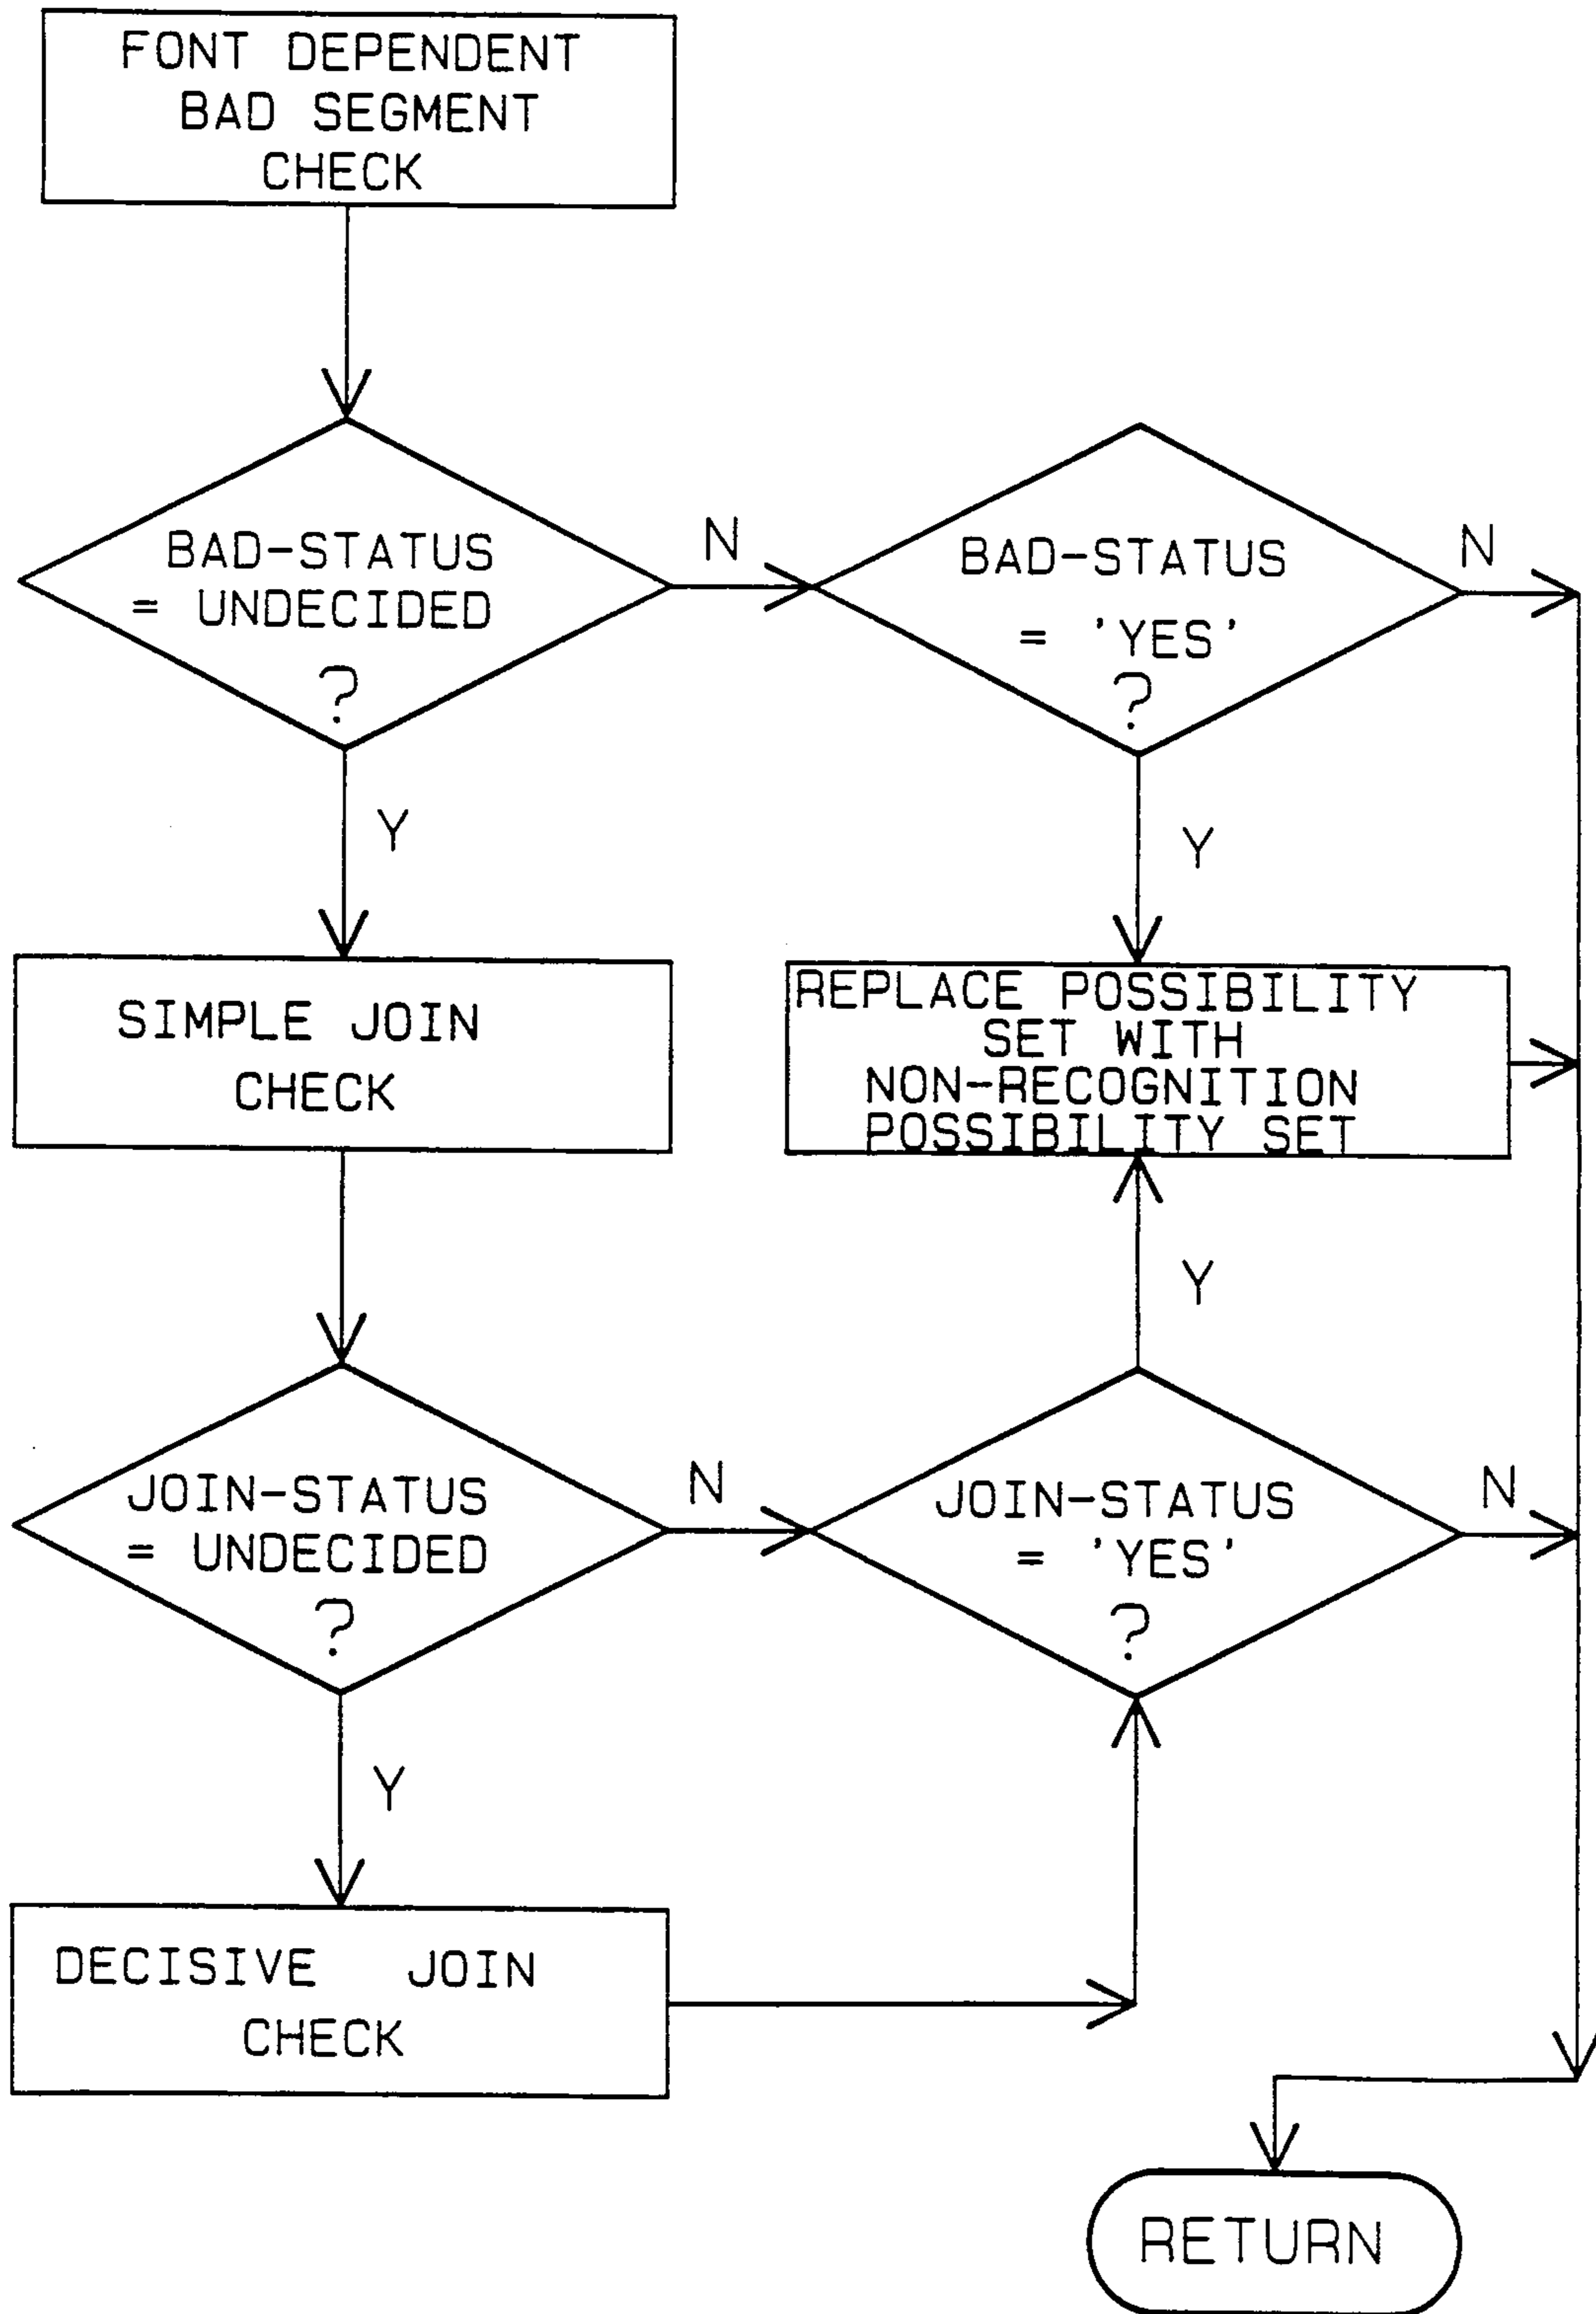 FONT DEPENDENT
BAD SEGMENT
CHECK
BAD-STATUS
= UNDECIDED
?
N
BAD-STATUS
= 'YES'
?
N
Y
Y
SIMPLE JOIN
CHECK
REPLACE POSSIBILITY
SET WITH
NON-RECOGNITION
POSSIBILITY SET
Y
JOIN-STATUS
= UNDECIDED
?
N
JOIN-STATUS
= 'YES'
?
N
Y
DECISIVE JOIN
CHECK
RETURN